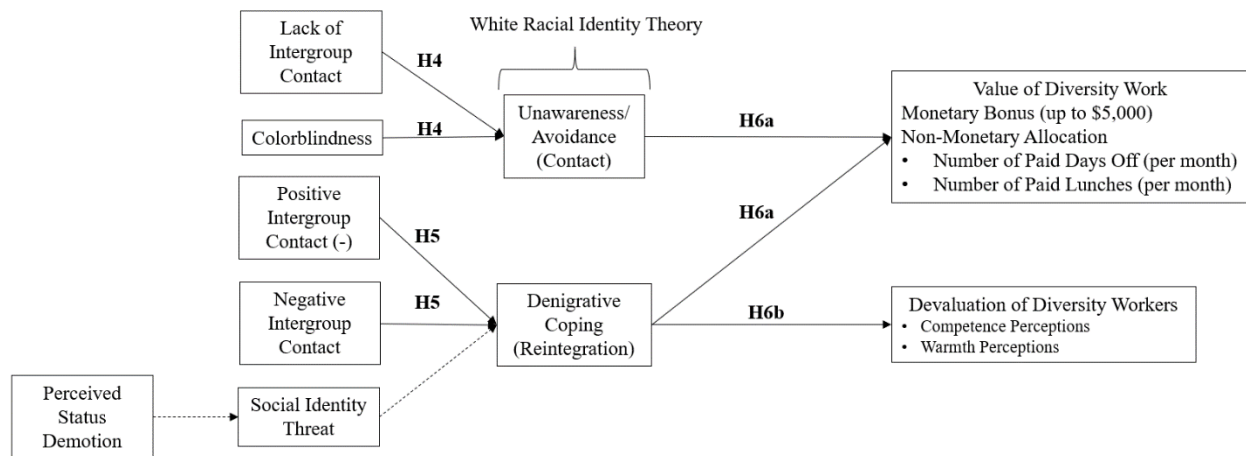 White Racial Identity Theory
Lack of
Intergroup
Contact
H4
Colorblindness
H4
Unawareness/
Avoidance
(Contact)
H6a
Value of Diversity Work
Monetary Bonus (up to $5,000)
Non-Monetary Allocation
• Number of Paid Days Off (per month)
• Number of Paid Lunches (per month)
Positive
Intergroup
Contact (-)
H5
H6a
Negative
Intergroup
Contact
H5
Denigrative
Coping
(Reintegration)
H6b
Devaluation of Diversity Workers
• Competence Perceptions
• Warmth Perceptions
Perceived
Status
Demotion
Social Identity
Threat